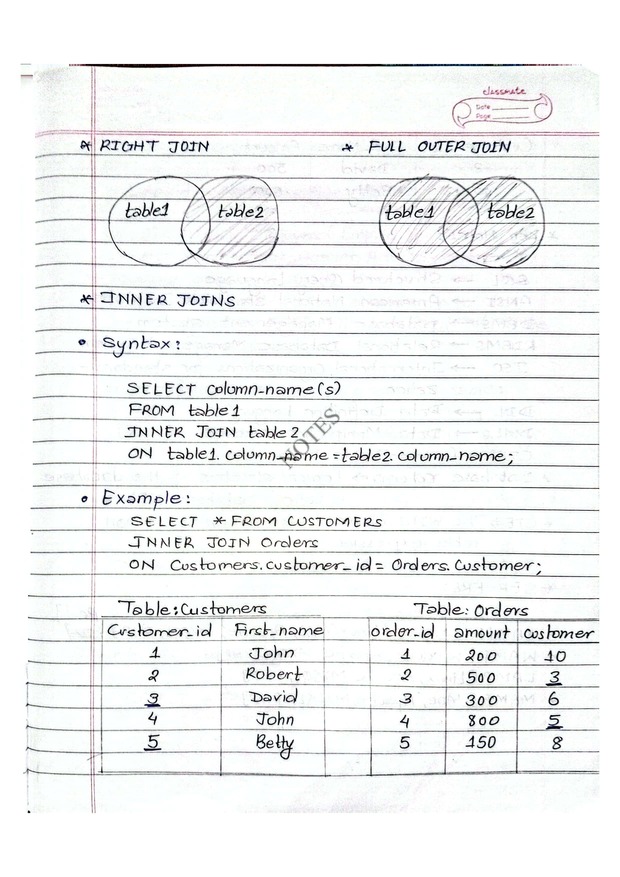 classmate
Date
Page
* RIGHT JOIN
* FULL OUTER JOIN
table1 table2
table1 table2
* INNER JOINS
• Syntax:
SELECT column_name(s)
FROM table1
INNER JOIN table2
ON table1.column_name=table2.column_name;
NOTES
• Example:
SELECT * FROM CUSTOMERS
INNER JOIN Orders
ON Customers.customer_id = Orders.Customer;
Table: Customers
Customer_id First_name
1 John
2 Robert
3 David
4 John
5 Betty
Table: Orders
order_id amount customer
1 200 10
2 500 3
3 300 6
4 800 5
5 150 8